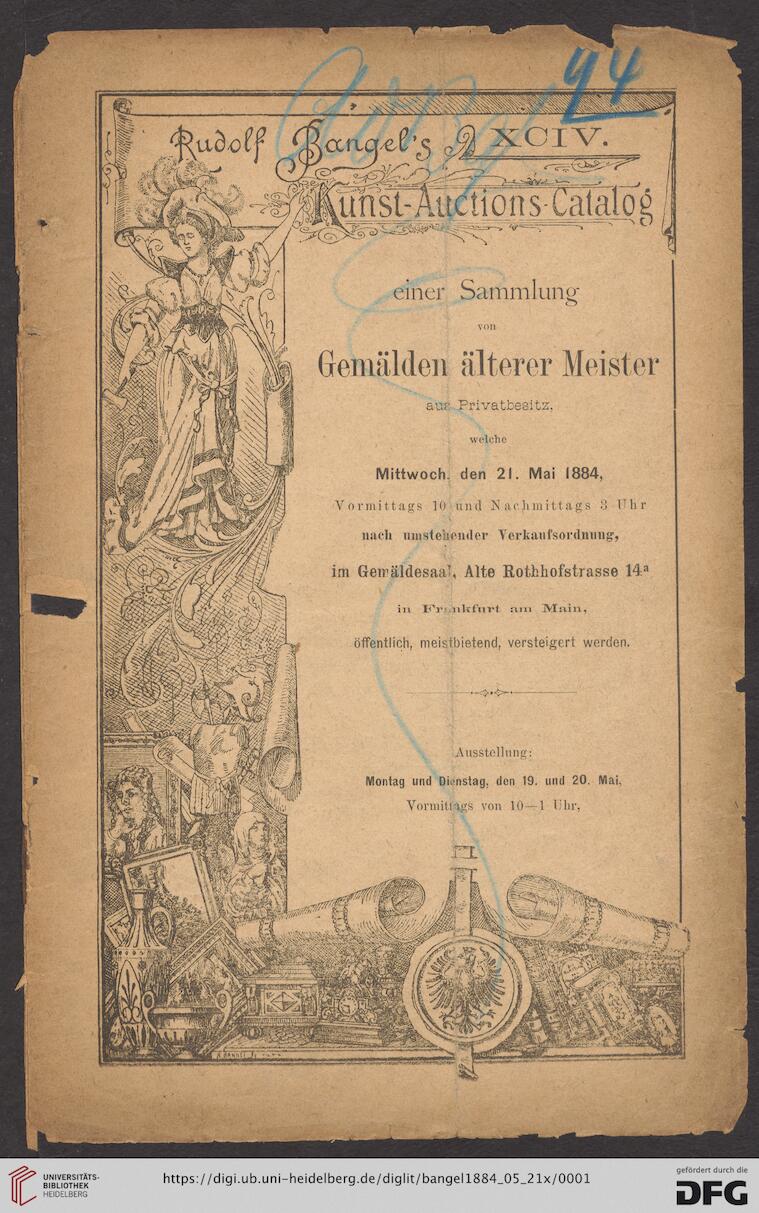 94
Rudolf Bangel's XCIV.
Kunst-Auctions-Catalog
einer Sammlung
von
Gemälden älterer Meister
aus Privatbesitz,
welche
Mittwoch, den 21. Mai 1884,
Vormittags 10 und Nachmittags 3 Uhr
nach umstehender Verkaufsordnung,
im Gemäldesaal, Alte Rothhofstrasse 14a
in Frankfurt am Main,
öffentlich, meistbietend, versteigert werden.
Ausstellung:
Montag und Dienstag, den 19. und 20. Mai,
Vormittags von 10—1 Uhr,
UNIVERSITÄTS-
BIBLIOTHEK
HEIDELBERG
https://digi.ub.uni-heidelberg.de/diglit/bangel1884_05_21x/0001
gefördert durch die
DFG